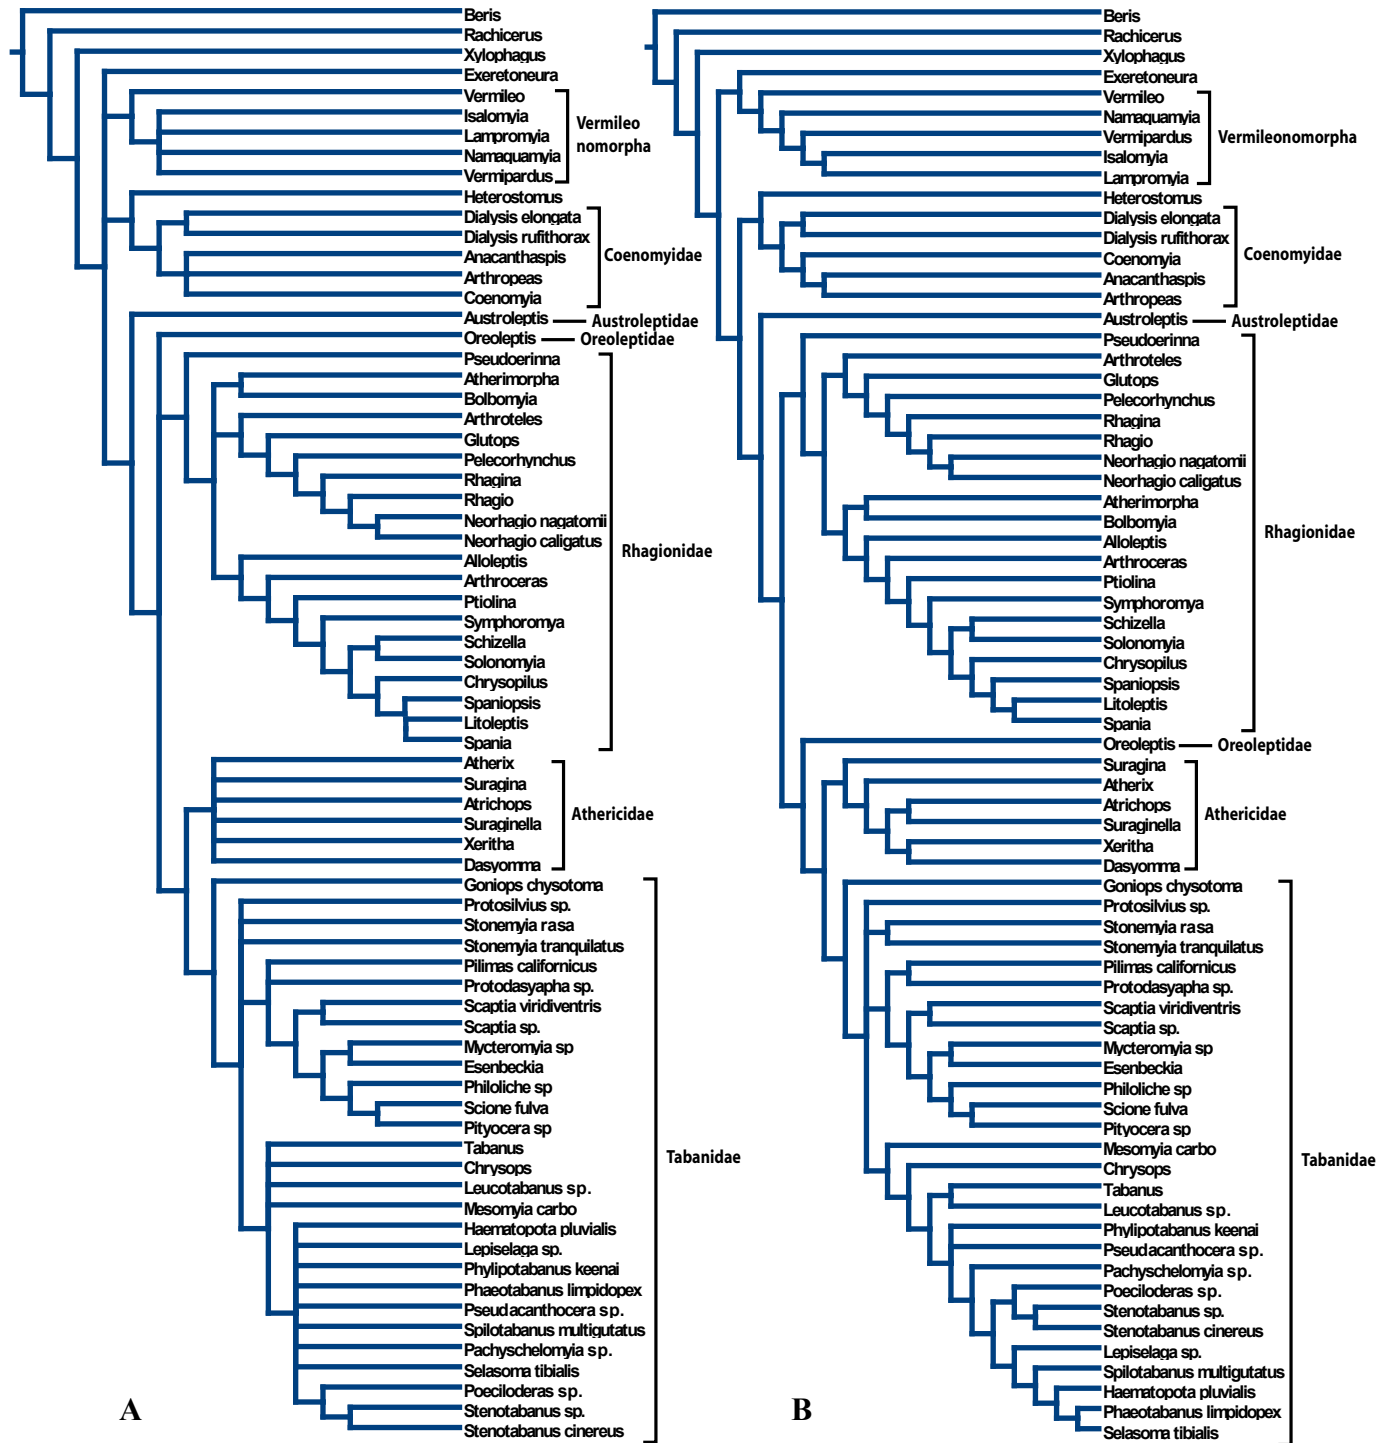 Beris
Rachicerus
Xylophagus
Exeretoneura
Vermileo
Isalomyia
Lampromyia
Namaquamyia
Vermipardus
Vermileo
nomorpha
Heterostomus
Dialysis elongata
Dialysis rufithorax
Anacanthaspis
Arthropeas
Coenomyia
Coenomyidae
Austroleptis
Austroleptidae
Oreoleptis
Oreoleptidae
Pseudoerinna
Atherimorpha
Bolbomyia
Arthroteles
Glutops
Pelecorhynchus
Rhagina
Rhagio
Neorhagio nagatomii
Neorhagio caligatus
Alloleptis
Arthroceras
Ptiolina
Symphoromya
Schizella
Solonomyia
Chrysopilus
Spaniopsis
Litoleptis
Spania
Rhagionidae
Atherix
Suragina
Atrichops
Suraginella
Xeritha
Dasyomma
Athericidae
Goniops chysotoma
Protosilvius sp.
Stonemyia rasa
Stonemyia tranquilatus
Pilimas californicus
Protodasyapha sp.
Scaptia viridiventris
Scaptia sp.
Mycteromyia sp
Esenbeckia
Philoliche sp
Scione fulva
Pityocera sp
Tabanus
Chrysops
Leucotabanus sp.
Mesomyia carbo
Haematopota pluvialis
Lepiselaga sp.
Phylipotabanus keenai
Phaeotabanus limpidopex
Pseudacanthocera sp.
Spilotabanus multigutatus
Pachyschelomyia sp.
Selasoma tibialis
Poeciloderas sp.
Stenotabanus sp.
Stenotabanus cinereus
Tabanidae
A
Beris
Rachicerus
Xylophagus
Exeretoneura
Vermileo
Namaquamyia
Vermipardus
Isalomyia
Lampromyia
Vermileonomorpha
Heterostomus
Dialysis elongata
Dialysis rufithorax
Coenomyia
Anacanthaspis
Arthropeas
Coenomyidae
Austroleptis
Austroleptidae
Pseudoerinna
Arthroteles
Glutops
Pelecorhynchus
Rhagina
Rhagio
Neorhagio nagatomii
Neorhagio caligatus
Atherimorpha
Bolbomyia
Alloleptis
Arthroceras
Ptiolina
Symphoromya
Schizella
Solonomyia
Chrysopilus
Spaniopsis
Litoleptis
Spania
Rhagionidae
Oreoleptis
Oreoleptidae
Suragina
Atherix
Atrichops
Suraginella
Xeritha
Dasyomma
Athericidae
Goniops chysotoma
Protosilvius sp.
Stonemyia rasa
Stonemyia tranquilatus
Pilimas californicus
Protodasyapha sp.
Scaptia viridiventris
Scaptia sp.
Mycteromyia sp
Esenbeckia
Philoliche sp
Scione fulva
Pityocera sp
Mesomyia carbo
Chrysops
Tabanus
Leucotabanus sp.
Phylipotabanus keenai
Pseudacanthocera sp.
Pachyschelomyia sp.
Poeciloderas sp.
Stenotabanus sp.
Stenotabanus cinereus
Lepiselaga sp.
Spilotabanus multigutatus
Haematopota pluvialis
Phaeotabanus limpidopex
Selasoma tibialis
Tabanidae
B